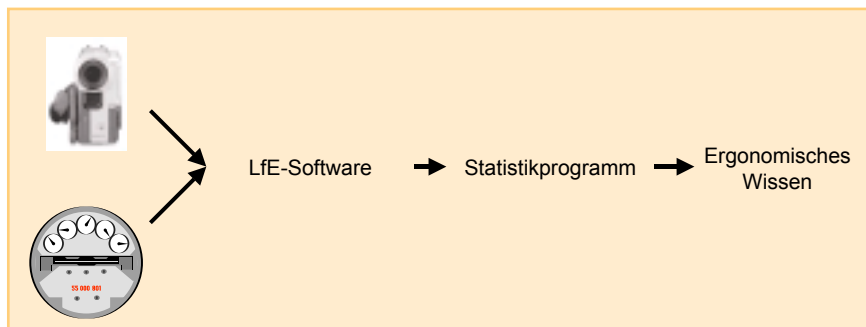 LfE-Software
Statistikprogramm
Ergonomisches
Wissen
55 000 901